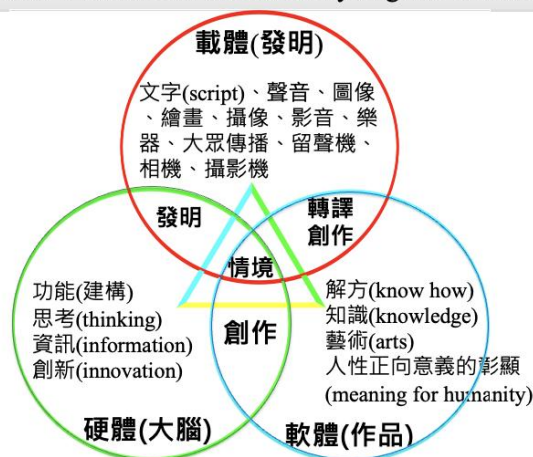 載體(發明)
文字(script)、聲音、圖像
、繪畫、攝像、影音、樂
器、大眾傳播、留聲機、
相機、攝影機
發明
轉譯
創作
情境
功能(建構)
思考(thinking)
資訊(information)
創新(innovation)
創作
解方(know how)
知識(knowledge)
藝術(arts)
人性正向意義的彰顯
(meaning for humanity)
硬體(大腦)
軟體(作品)